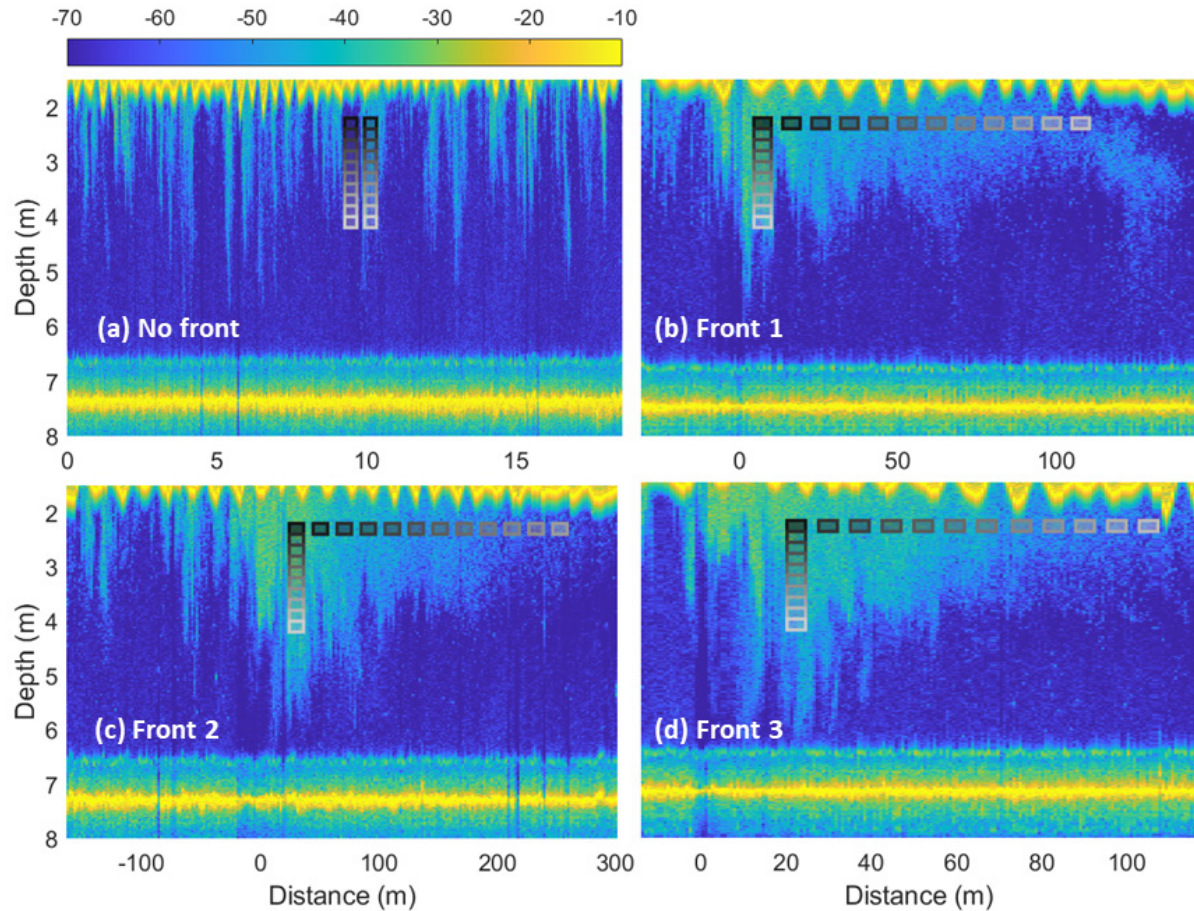 -70 -60 -50 -40 -30 -20 -10
2
3
4
5
6
7
8
Depth (m)
(a) No front
0 5 10 15
(b) Front 1
0 50 100
2
3
4
5
6
7
8
Depth (m)
(c) Front 2
-100 0 100 200 300
Distance (m)
(d) Front 3
0 20 40 60 80 100
Distance (m)